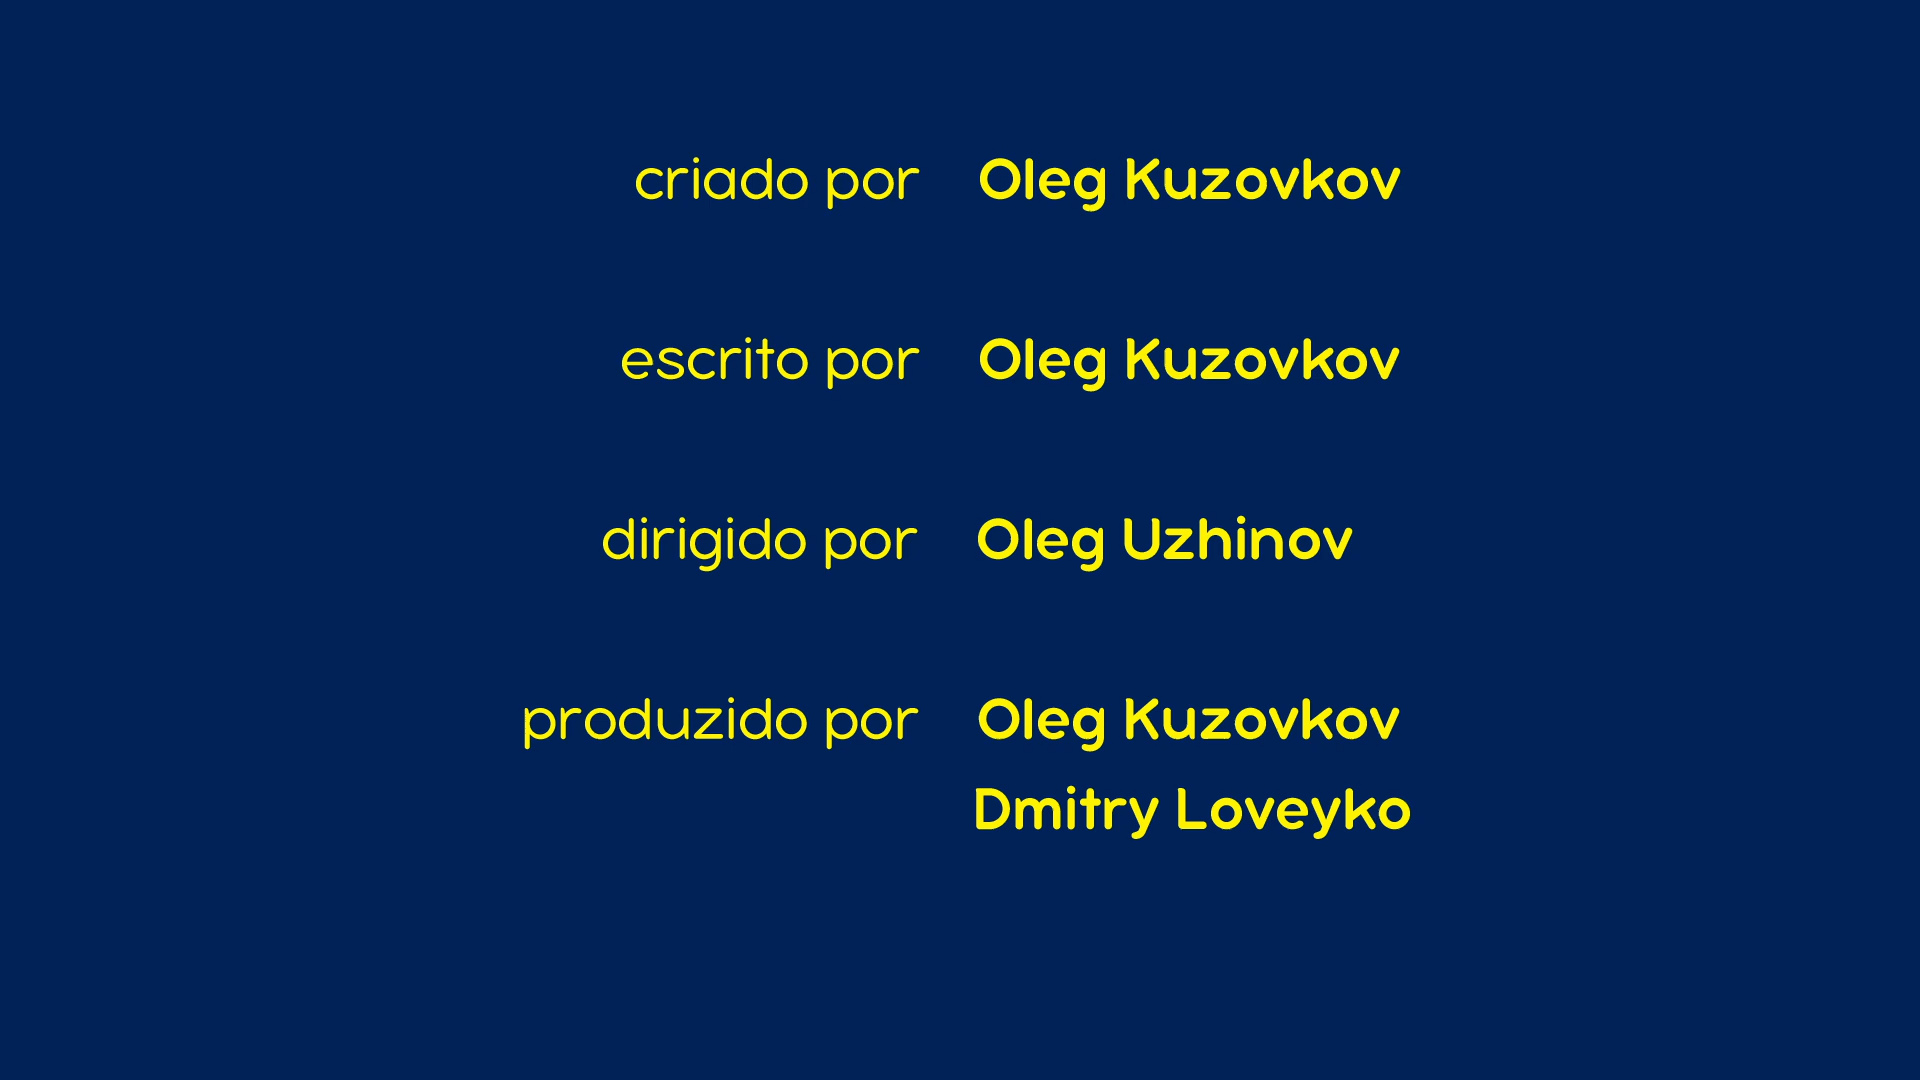 criado por Oleg Kuzovkov
escrito por Oleg Kuzovkov
dirigido por Oleg Uzhinov
produzido por Oleg Kuzovkov
Dmitry Loveyko